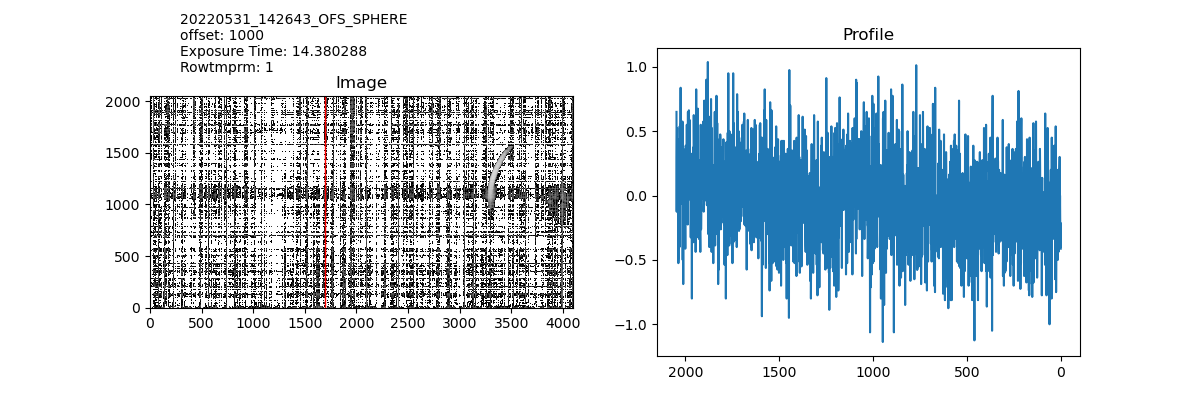 20220531_142643_OFS_SPHERE
offset: 1000
Exposure Time: 14.380288
Rowtmprm: 1
Image
2000
1500
1000
500
0
0 500 1000 1500 2000 2500 3000 3500 4000
Profile
1.0
0.5
0.0
−0.5
−1.0
2000 1500 1000 500 0